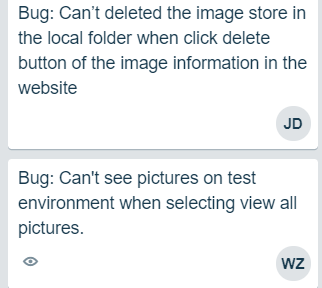 Bug: Can't deleted the image store in
the local folder when click delete
button of the image information in the
website
JD
Bug: Can't see pictures on test
environment when selecting view all
pictures.
WZ